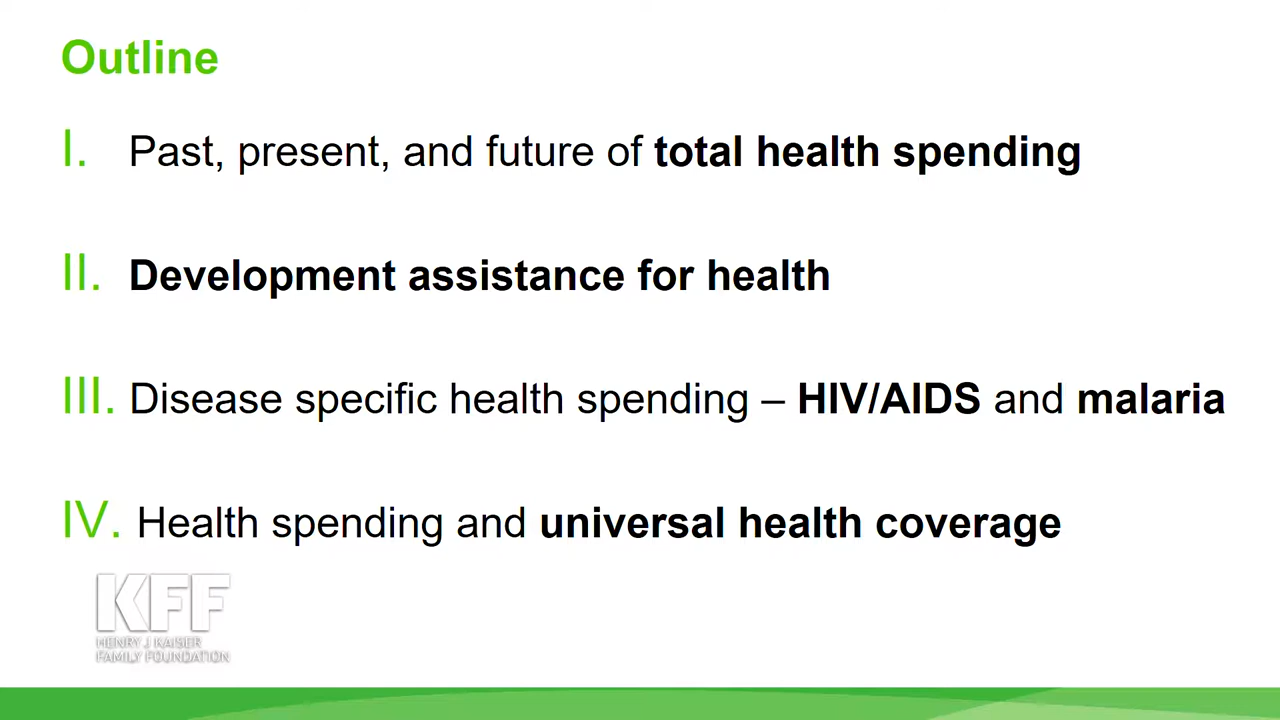 Outline
I. Past, present, and future of total health spending
II. Development assistance for health
III. Disease specific health spending – HIV/AIDS and malaria
IV. Health spending and universal health coverage
KFF
HENRY J KAISER
FAMILY FOUNDATION